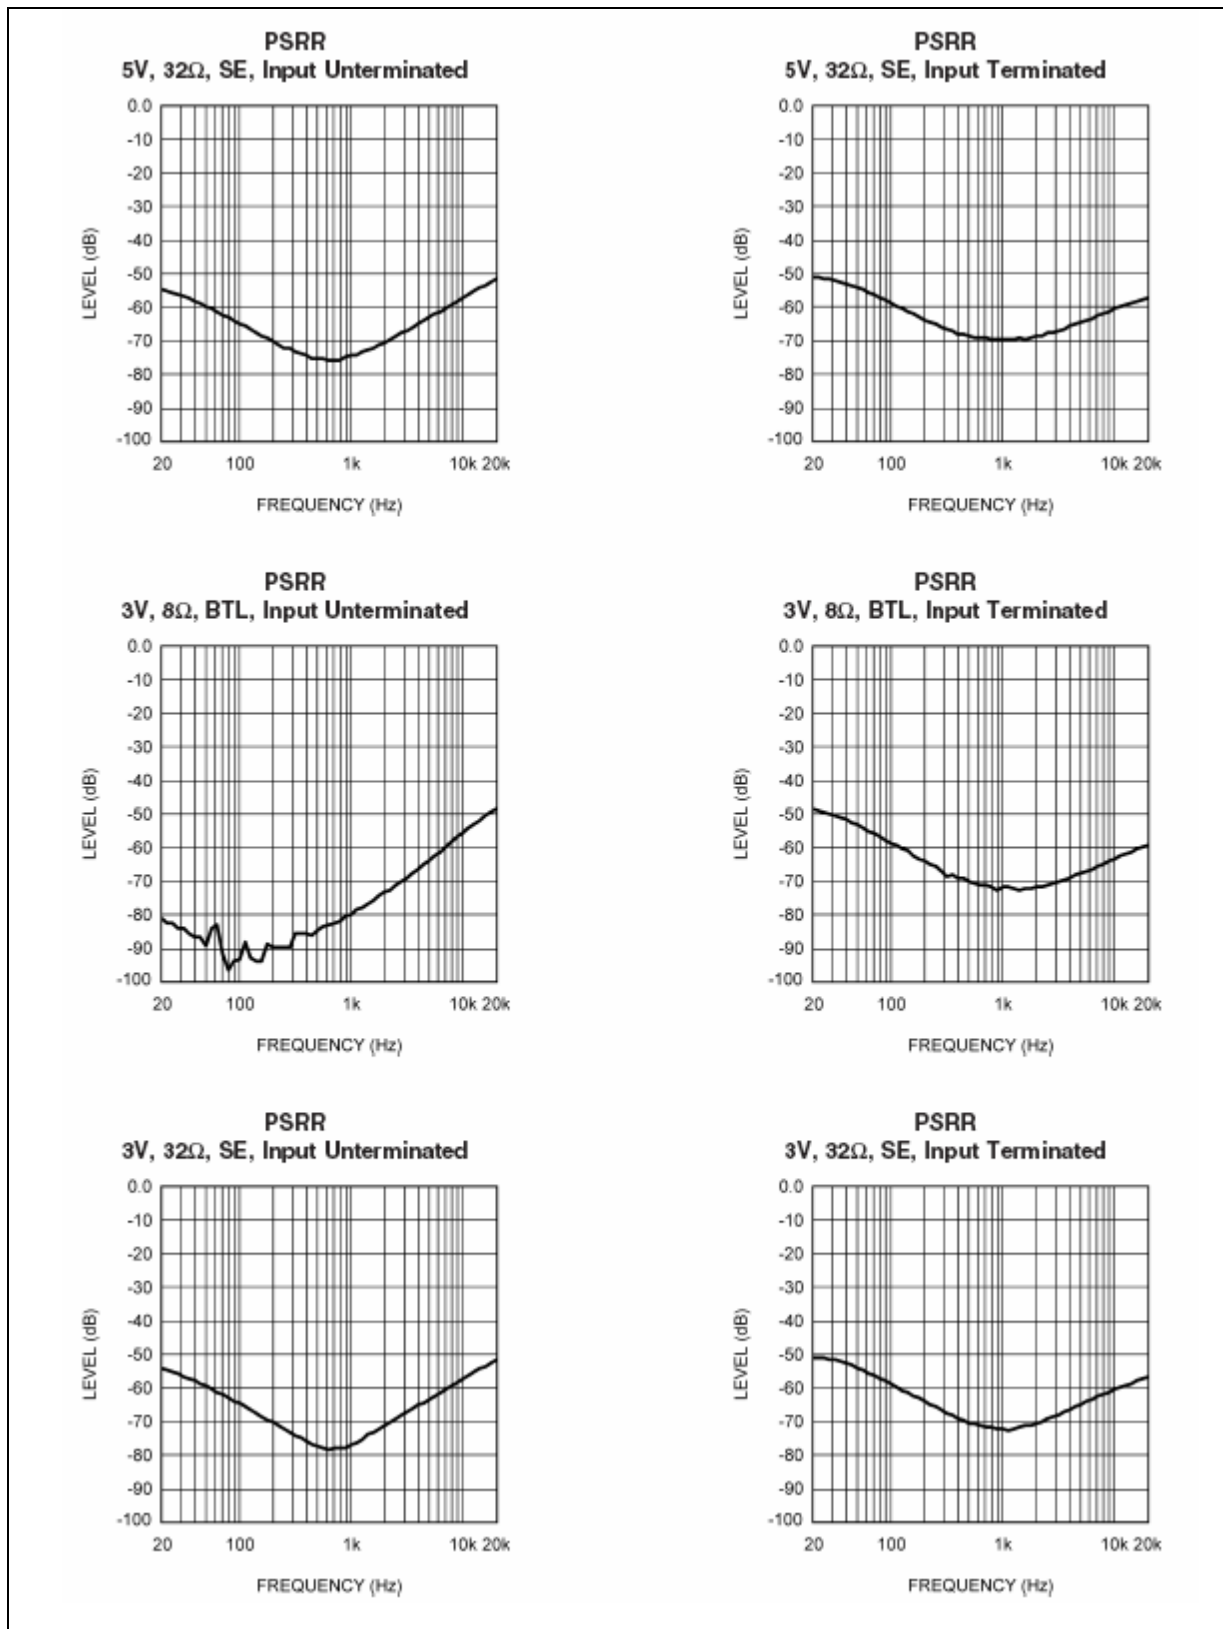 PSRR
5V, 32Ω, SE, Input Unterminated
0.0
-10
-20
-30
-40
-50
-60
-70
-80
-90
-100
LEVEL (dB)
20 100 1k 10k 20k
FREQUENCY (Hz)
PSRR
5V, 32Ω, SE, Input Terminated
0.0
-10
-20
-30
-40
-50
-60
-70
-80
-90
-100
LEVEL (dB)
20 100 1k 10k 20k
FREQUENCY (Hz)
PSRR
3V, 8Ω, BTL, Input Unterminated
0.0
-10
-20
-30
-40
-50
-60
-70
-80
-90
-100
LEVEL (dB)
20 100 1k 10k 20k
FREQUENCY (Hz)
PSRR
3V, 8Ω, BTL, Input Terminated
0.0
-10
-20
-30
-40
-50
-60
-70
-80
-90
-100
LEVEL (dB)
20 100 1k 10k 20k
FREQUENCY (Hz)
PSRR
3V, 32Ω, SE, Input Unterminated
0.0
-10
-20
-30
-40
-50
-60
-70
-80
-90
-100
LEVEL (dB)
20 100 1k 10k 20k
FREQUENCY (Hz)
PSRR
3V, 32Ω, SE, Input Terminated
0.0
-10
-20
-30
-40
-50
-60
-70
-80
-90
-100
LEVEL (dB)
20 100 1k 10k 20k
FREQUENCY (Hz)